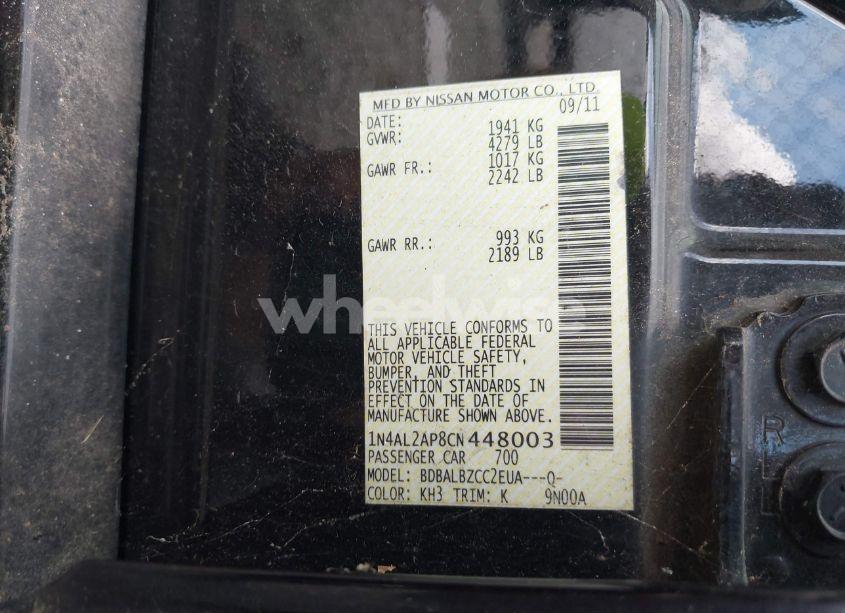 MFD BY NISSAN MOTOR CO., LTD.
DATE: 09/11
GVWR: 1941 KG
4279 LB
GAWR FR.: 1017 KG
2242 LB
GAWR RR.: 993 KG
2189 LB
wheelwise
THIS VEHICLE CONFORMS TO
ALL APPLICABLE FEDERAL
MOTOR VEHICLE SAFETY,
BUMPER, AND THEFT
PREVENTION STANDARDS IN
EFFECT ON THE DATE OF
MANUFACTURE SHOWN ABOVE.
1N4AL2AP8CN448003
PASSENGER CAR 700
MODEL: BDBALBZCC2EUA---Q-
COLOR: KH3 TRIM: K 9N00A
R